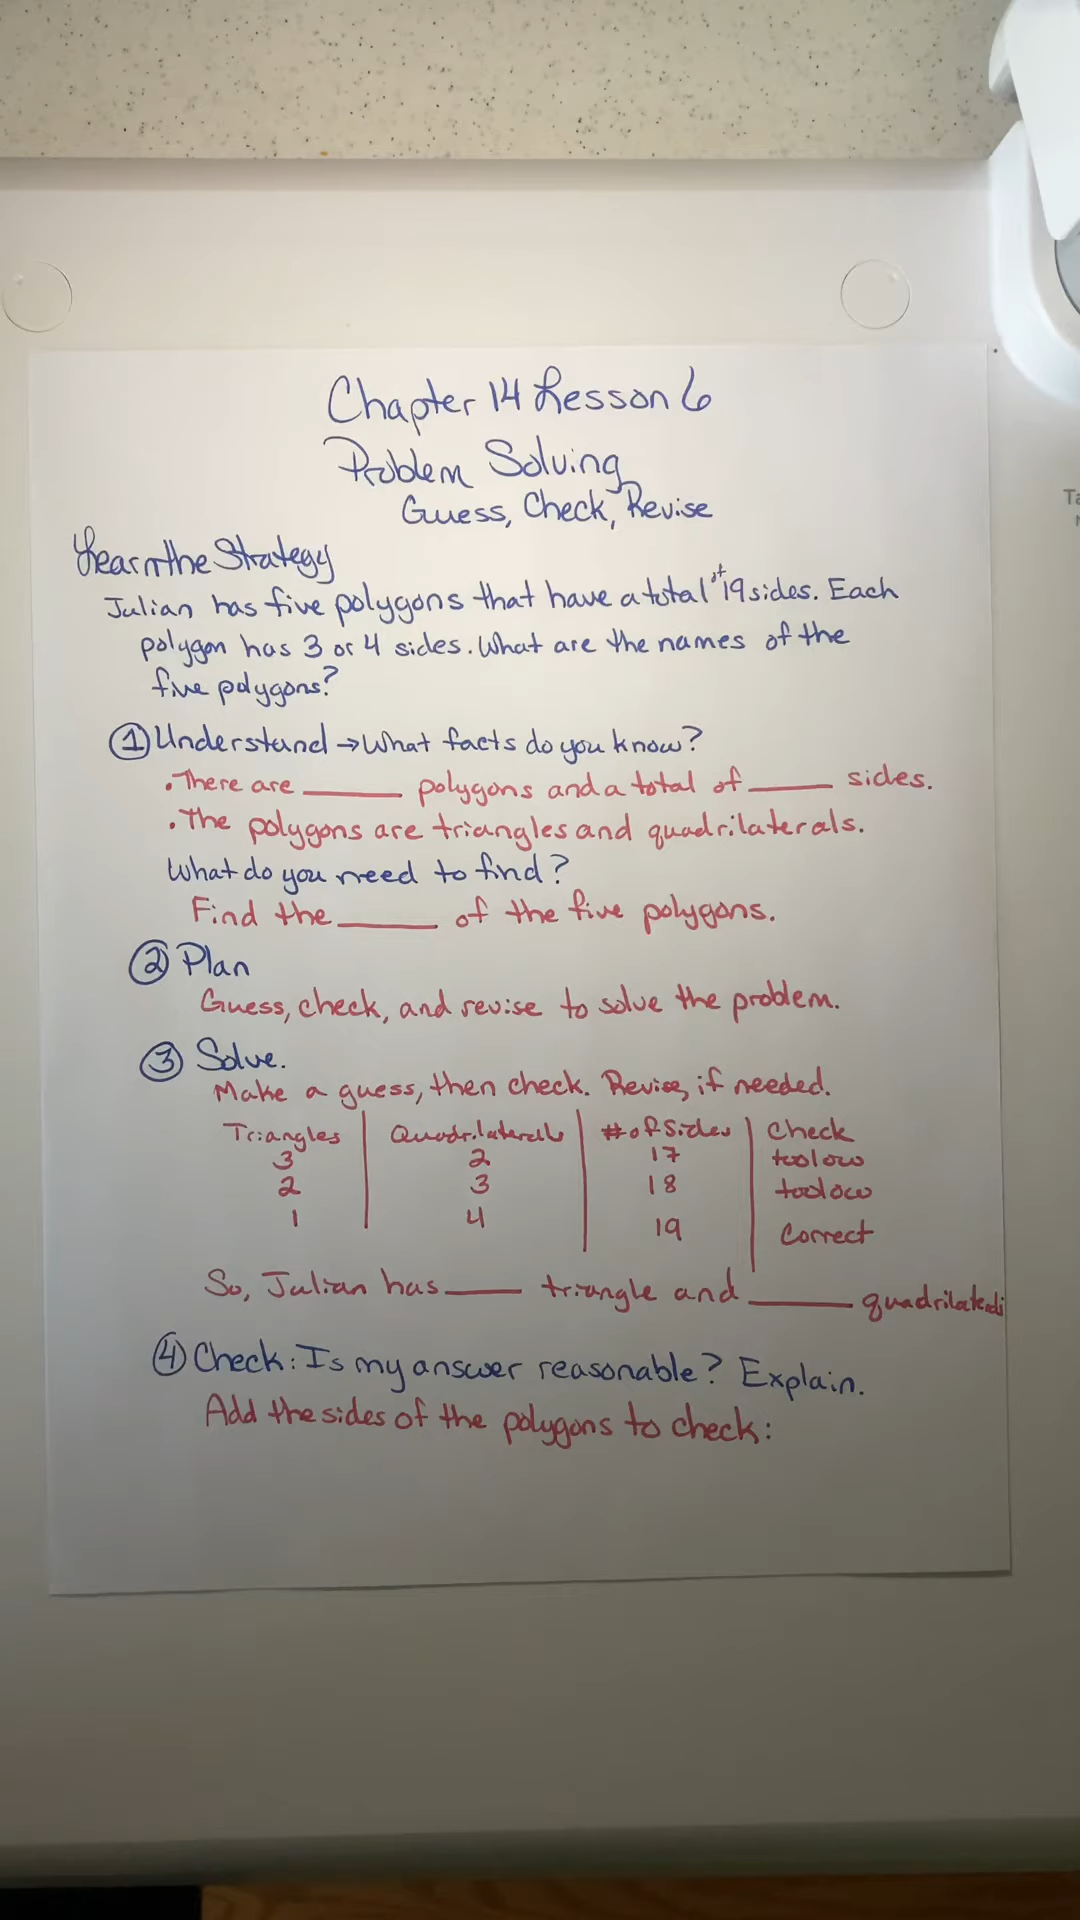 Chapter 14 Lesson 6
Problem Solving
Guess, Check, Revise
Learn the Strategy
Julian has five polygons that have a total of 19 sides. Each
polygon has 3 or 4 sides. What are the names of the
five polygons?
① Understand → What facts do you know?
• There are ______ polygons and a total of ______ sides.
• The polygons are triangles and quadrilaterals.
What do you need to find?
Find the ______ of the five polygons.
② Plan
Guess, check, and revise to solve the problem.
③ Solve.
Make a guess, then check. Revise, if needed.
Triangles | Quadrilaterals | # of Sides | Check
3 | 2 | 17 | too low
2 | 3 | 18 | too low
1 | 4 | 19 | Correct
So, Julian has ______ triangle and ______ quadrilaterals
④ Check: Is my answer reasonable? Explain.
Add the sides of the polygons to check:
Ta